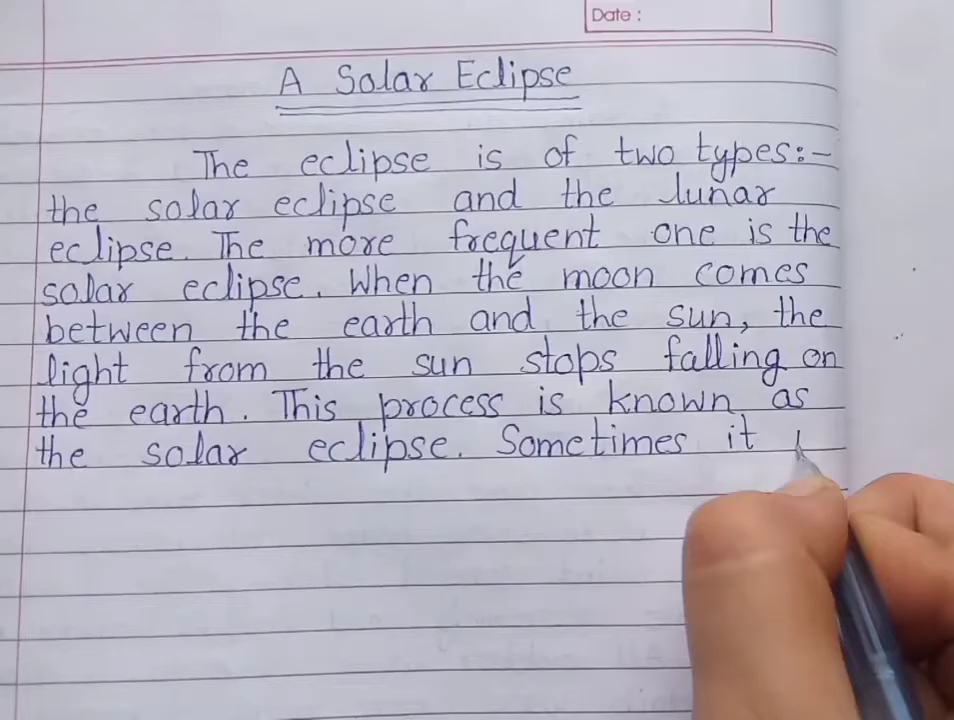 Date :
A Solar Eclipse
The eclipse is of two types:-
the solar eclipse and the lunar
eclipse. The more frequent one is the
solar eclipse. When the moon comes
between the earth and the sun, the
light from the sun stops falling on
the earth. This process is known as
the solar eclipse. Sometimes it